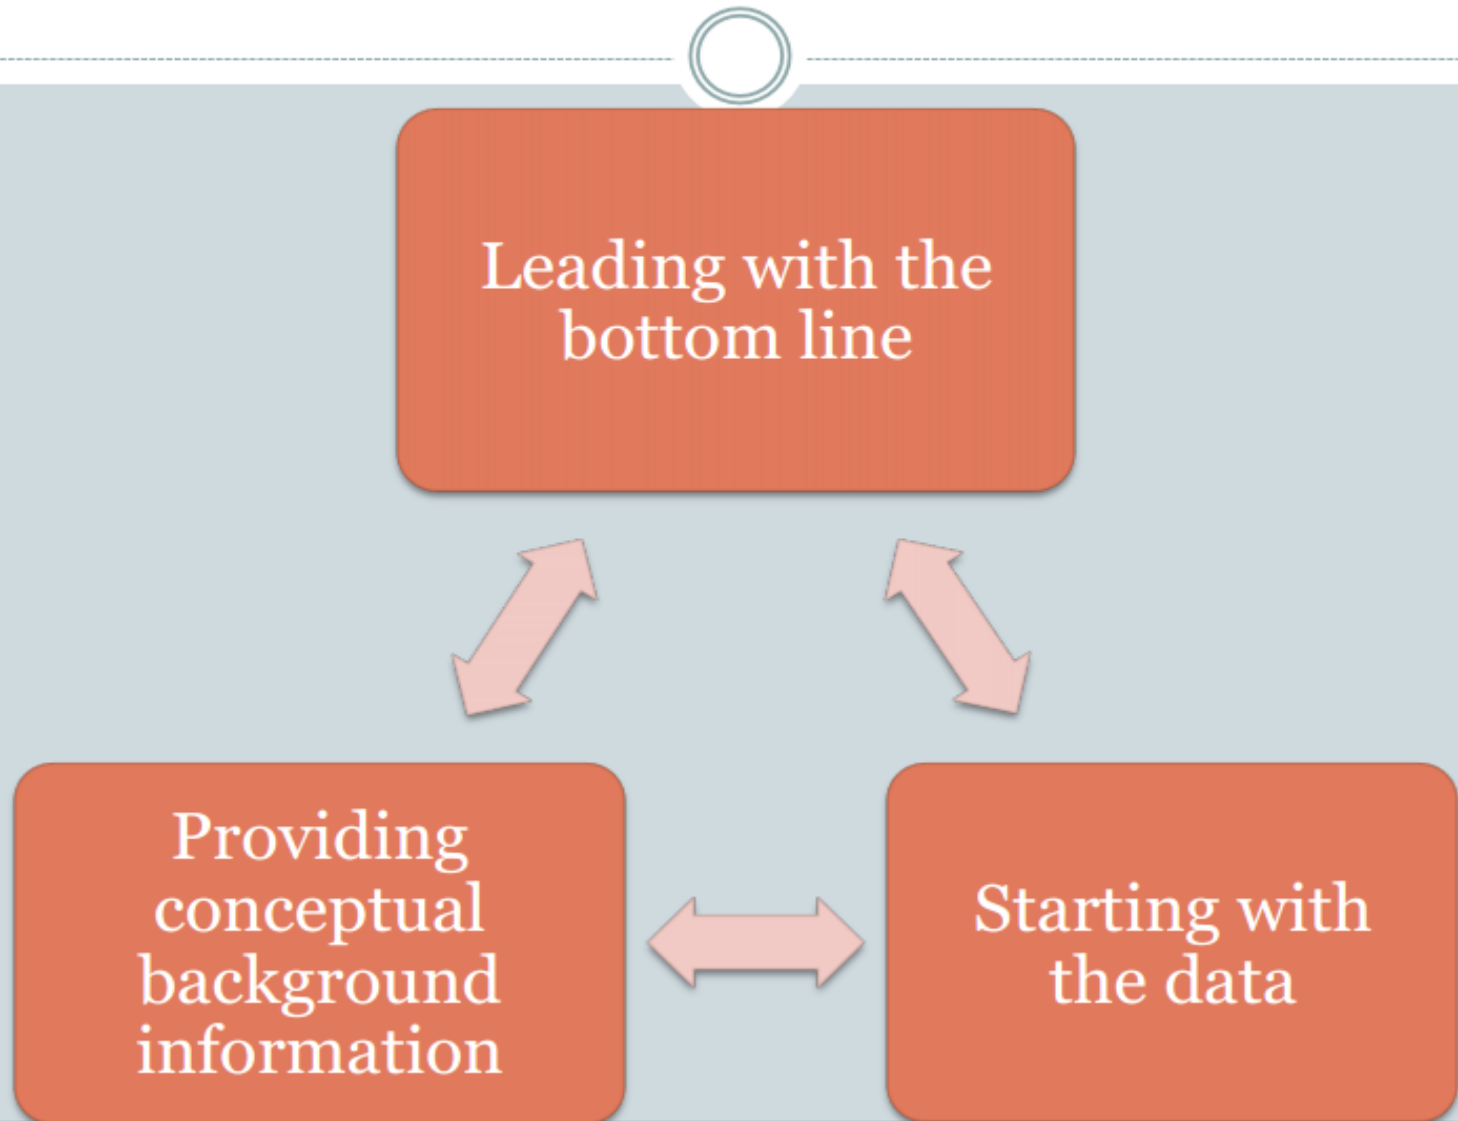 Leading with the
bottom line
Providing
conceptual
background
information
Starting with
the data